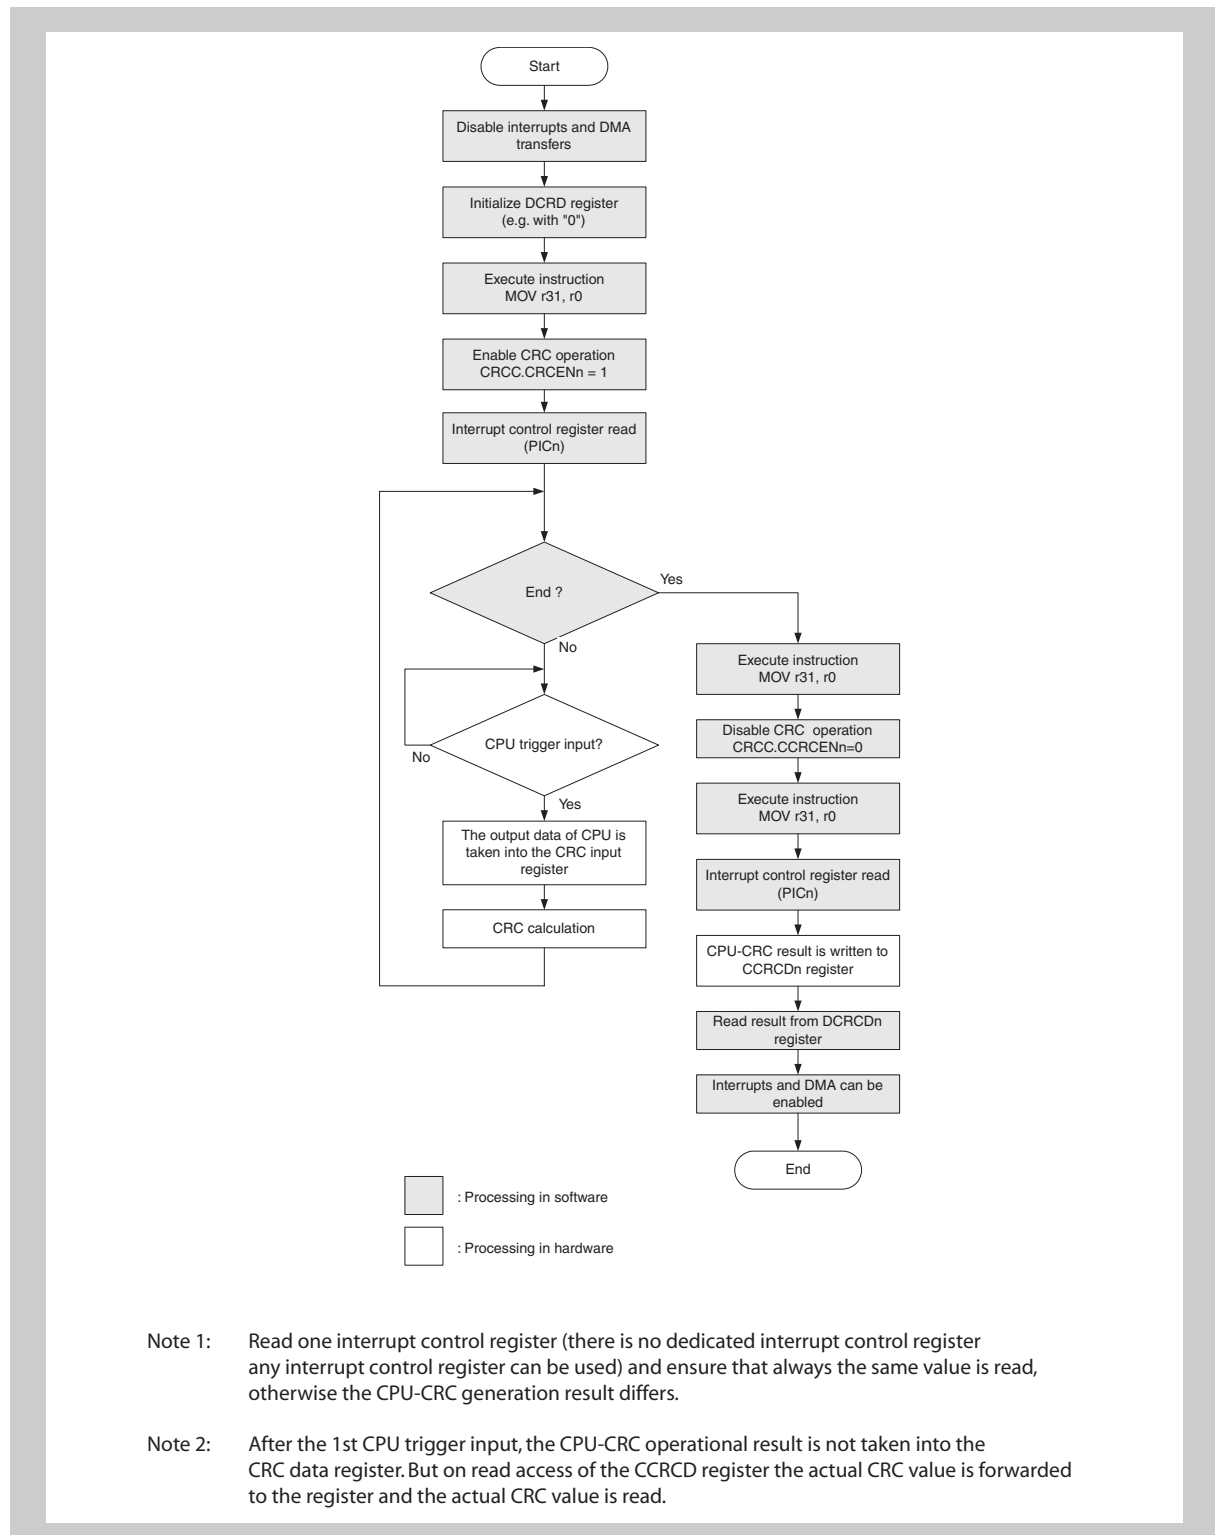 Start
Disable interrupts and DMA
transfers
Initialize DCRD register
(e.g. with "0")
Execute instruction
MOV r31, r0
Enable CRC operation
CRCC.CRCENn = 1
Interrupt control register read
(PICn)
End ?
Yes
No
CPU trigger input?
No
Yes
The output data of CPU is
taken into the CRC input
register
CRC calculation
Execute instruction
MOV r31, r0
Disable CRC operation
CRCC.CCRCENn=0
Execute instruction
MOV r31, r0
Interrupt control register read
(PICn)
CPU-CRC result is written to
CCRCDn register
Read result from DCRCDn
register
Interrupts and DMA can be
enabled
End
: Processing in software
: Processing in hardware
Note 1: Read one interrupt control register (there is no dedicated interrupt control register
any interrupt control register can be used) and ensure that always the same value is read,
otherwise the CPU-CRC generation result differs.
Note 2: After the 1st CPU trigger input, the CPU-CRC operational result is not taken into the
CRC data register. But on read access of the CCRCD register the actual CRC value is forwarded
to the register and the actual CRC value is read.